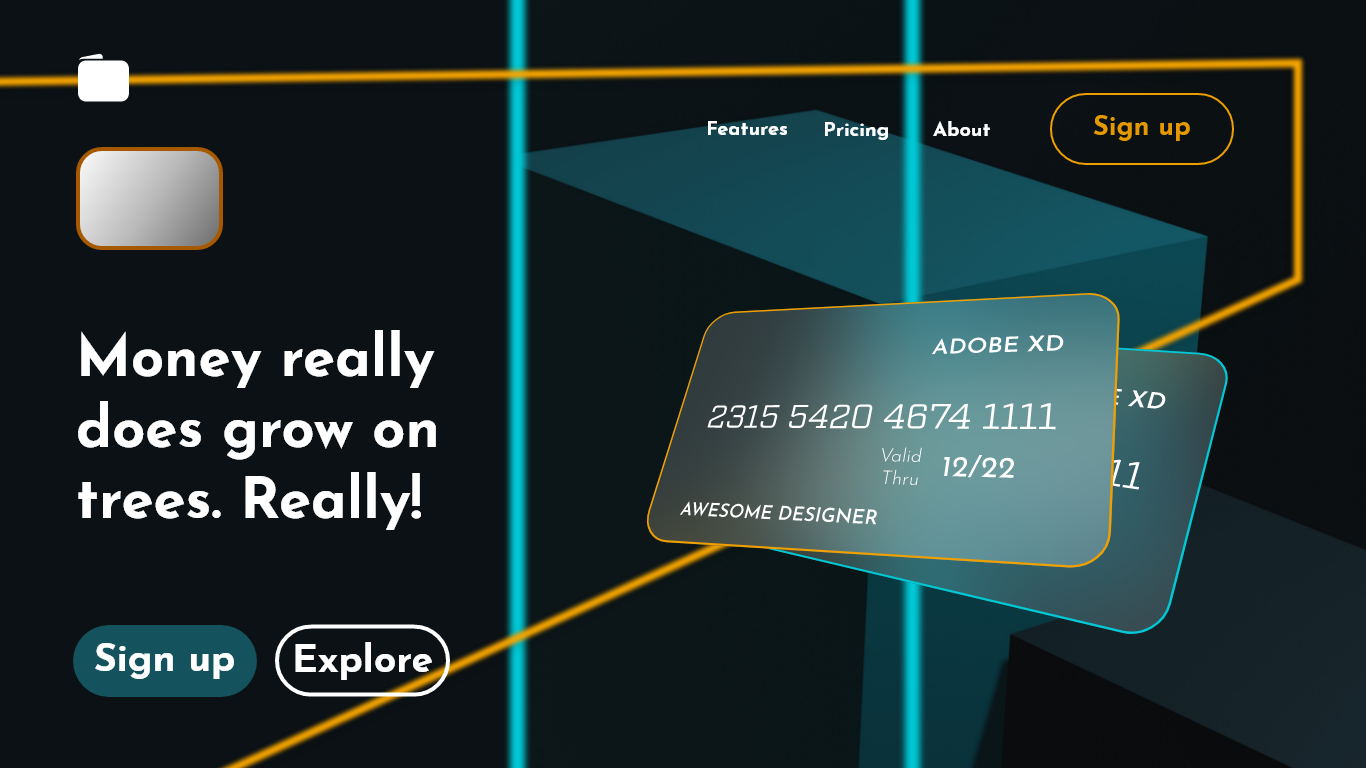 Features Pricing About Sign up
Money really
does grow on
trees. Really!
Sign up Explore
ADOBE XD
2315 5420 4674 1111
Valid
Thru 12/22
AWESOME DESIGNER
E XD
11